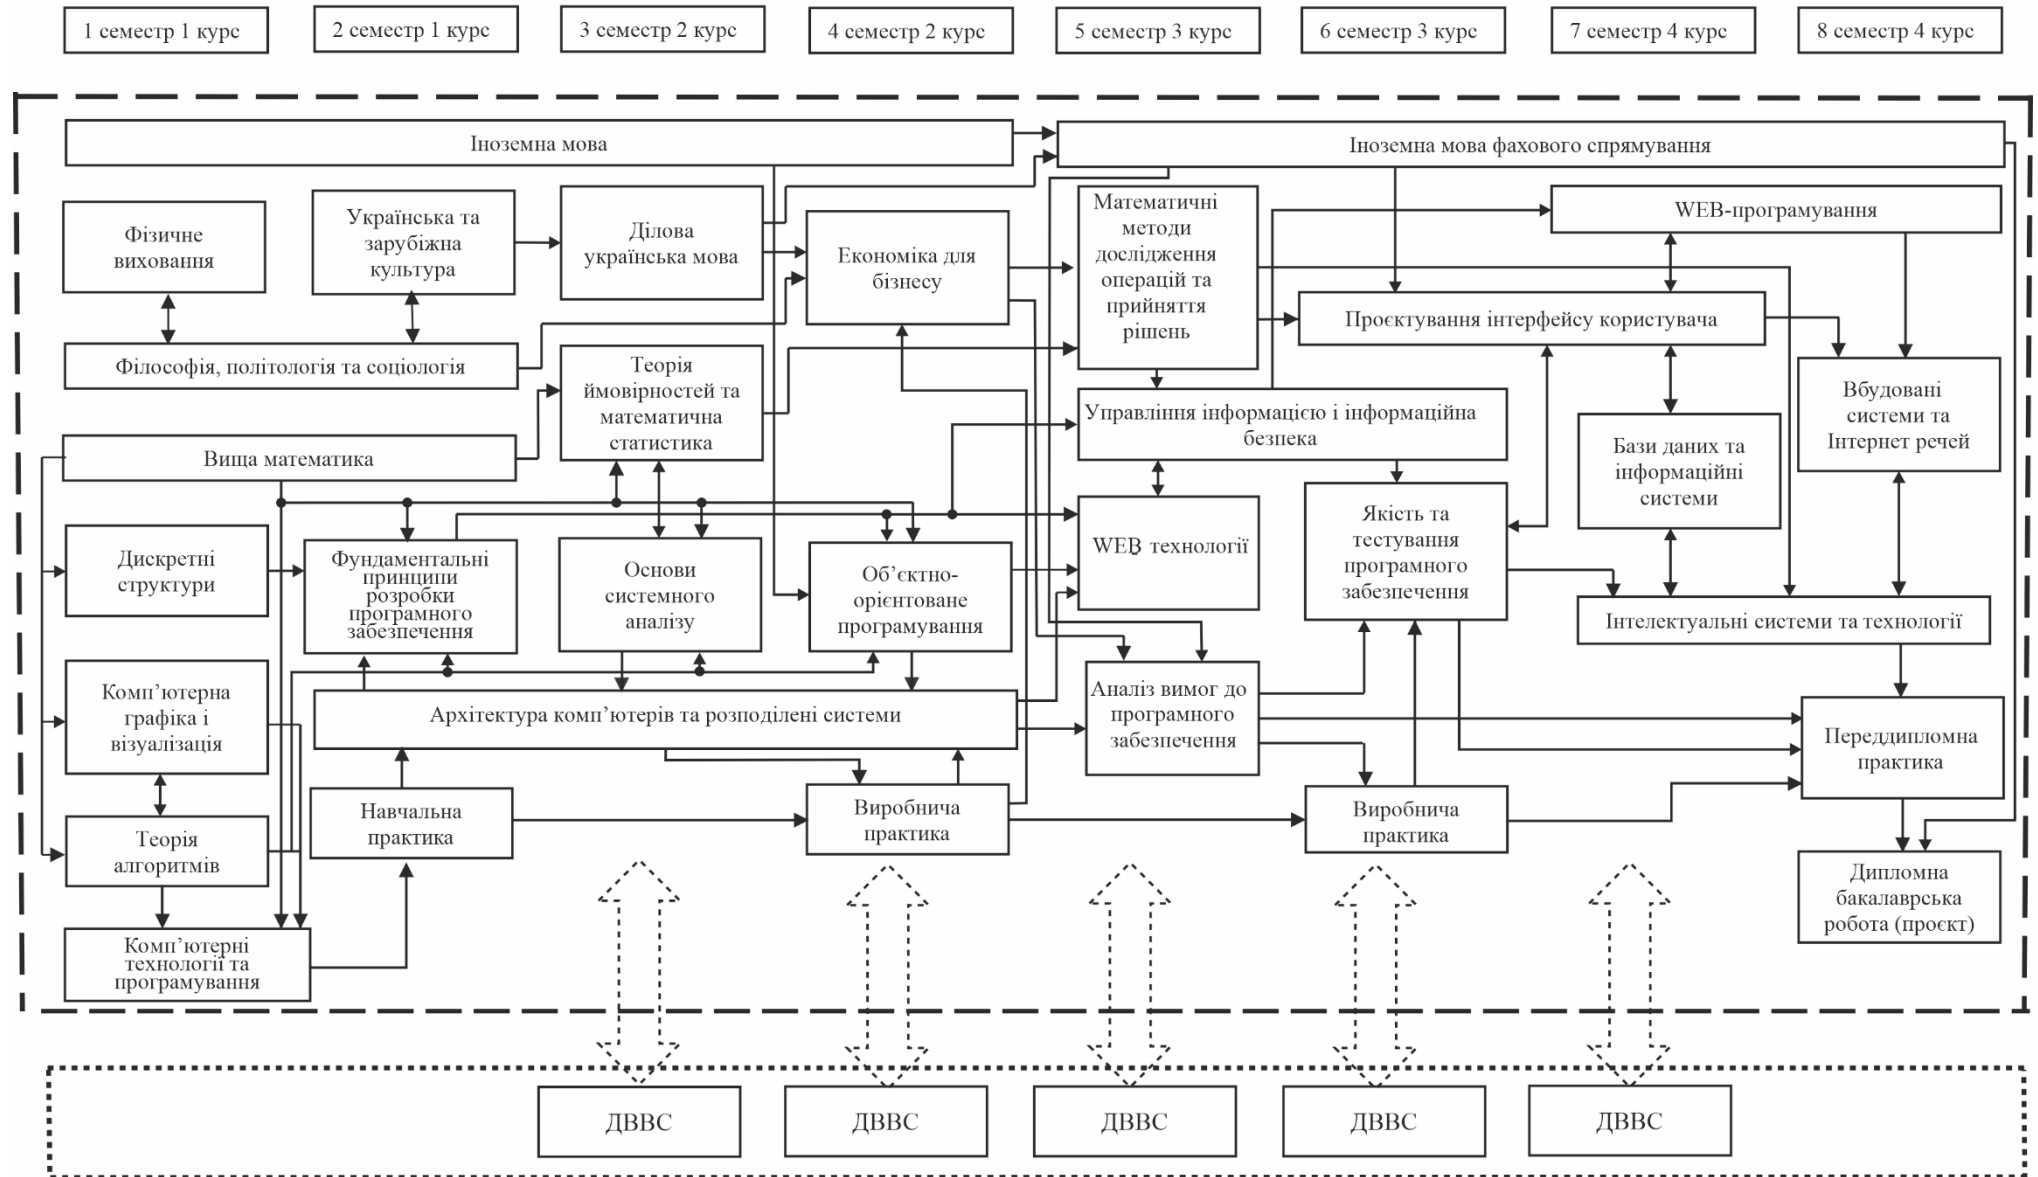 1 семестр 1 курс
2 семестр 1 курс
3 семестр 2 курс
4 семестр 2 курс
5 семестр 3 курс
6 семестр 3 курс
7 семестр 4 курс
8 семестр 4 курс
Іноземна мова
Іноземна мова фахового спрямування
Фізичне
виховання
Українська та
зарубіжна
культура
Ділова
українська мова
Економіка для
бізнесу
Математичні
методи
дослідження
операцій та
прийняття
рішень
WEB-програмування
Проєктування інтерфейсу користувача
Філософія, політологія та соціологія
Теорія
ймовірностей та
математична
статистика
Управління інформацією і інформаційна
безпека
Вбудовані
системи та
Інтернет речей
Бази даних та
інформаційні
системи
Вища математика
Дискретні
структури
Фундаментальні
принципи
розробки
програмного
забезпечення
Основи
системного
аналізу
Об’єктно-
орієнтоване
програмування
WEB технології
Якість та
тестування
програмного
забезпечення
Інтелектуальні системи та технології
Комп’ютерна
графіка і
візуалізація
Архітектура комп’ютерів та розподілені системи
Аналіз вимог до
програмного
забезпечення
Переддипломна
практика
Теорія
алгоритмів
Навчальна
практика
Виробнича
практика
Виробнича
практика
Дипломна
бакалаврська
робота (проєкт)
Комп’ютерні
технології та
програмування
ДВВС
ДВВС
ДВВС
ДВВС
ДВВС